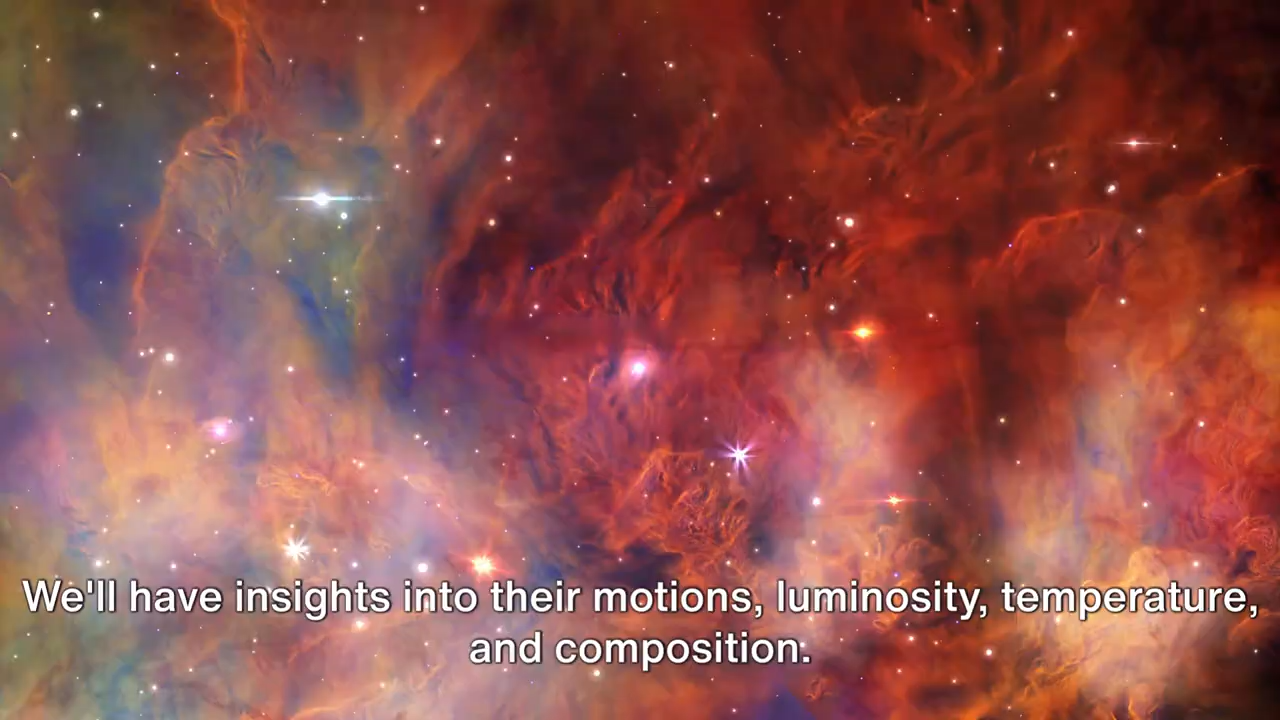 We'll have insights into their motions, luminosity, temperature,
and composition.